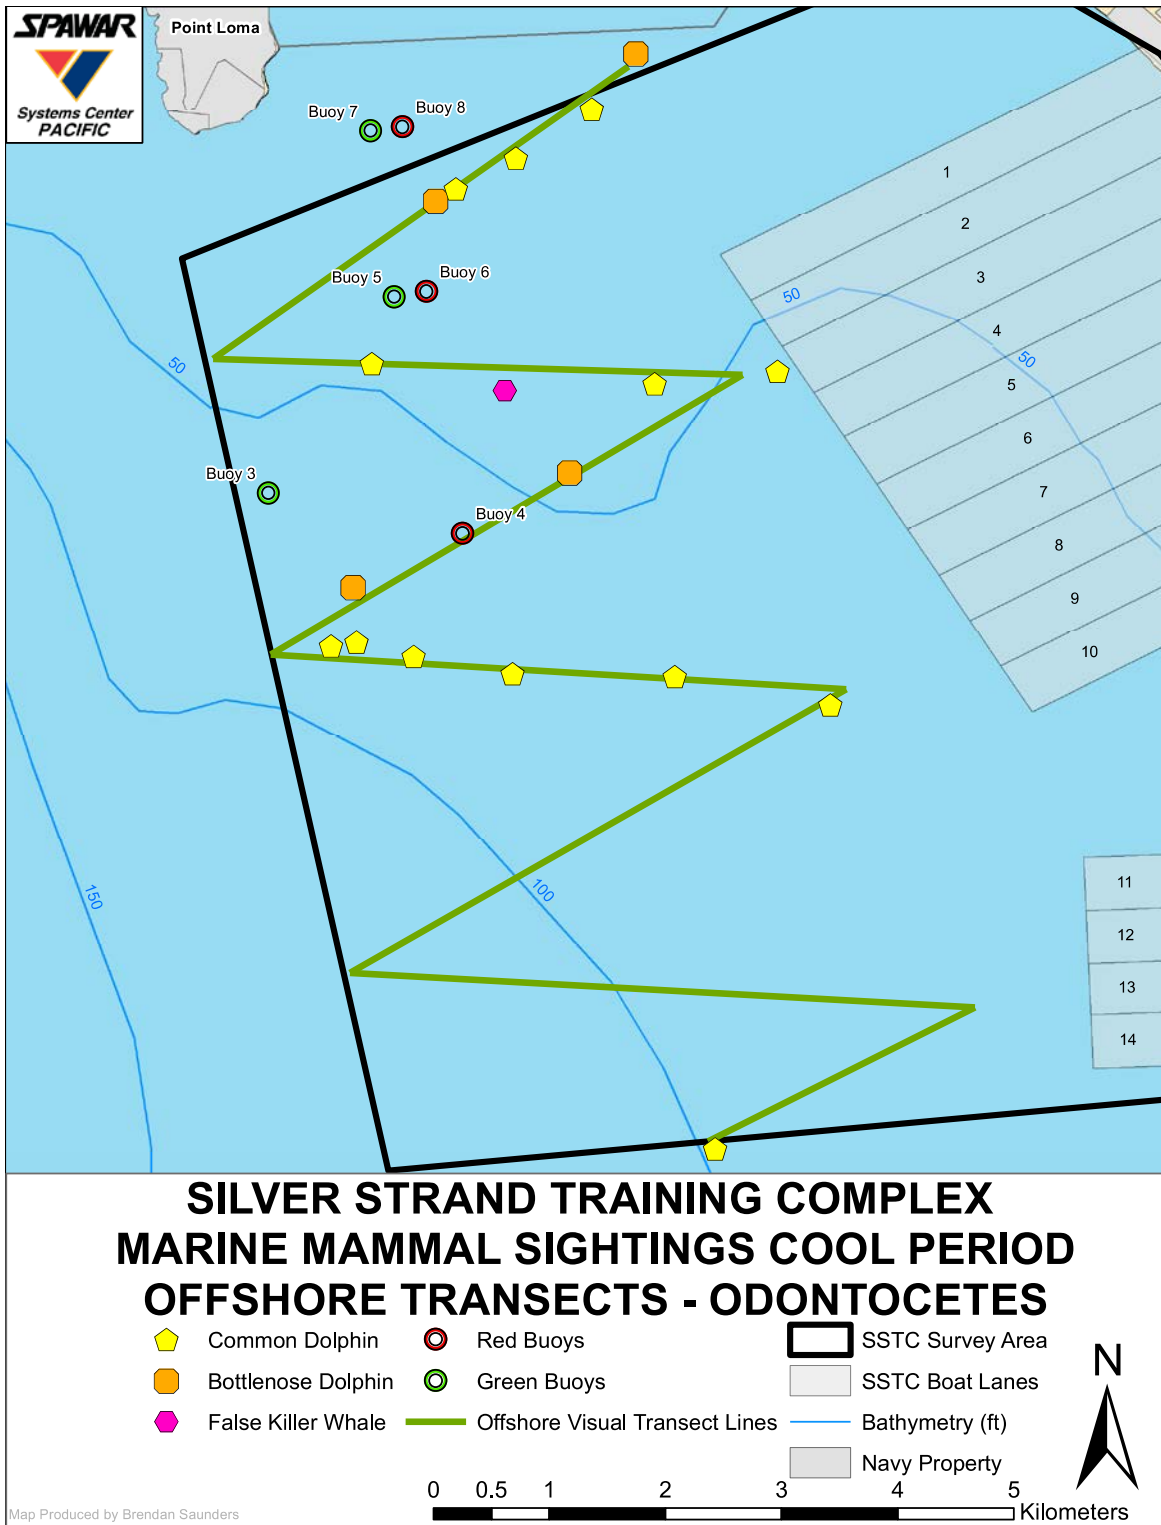 SPAWAR
Systems Center
PACIFIC
Point Loma
Buoy 7
Buoy 8
1
2
Buoy 5
Buoy 6
3
50
4
50
50
5
6
Buoy 3
7
Buoy 4
8
9
10
150
100
11
12
13
14
SILVER STRAND TRAINING COMPLEX
MARINE MAMMAL SIGHTINGS COOL PERIOD
OFFSHORE TRANSECTS - ODONTOCETES
Common Dolphin
Red Buoys
SSTC Survey Area
Bottlenose Dolphin
Green Buoys
SSTC Boat Lanes
False Killer Whale
Offshore Visual Transect Lines
Bathymetry (ft)
Navy Property
N
0 0.5 1 2 3 4 5
Kilometers
Map Produced by Brendan Saunders